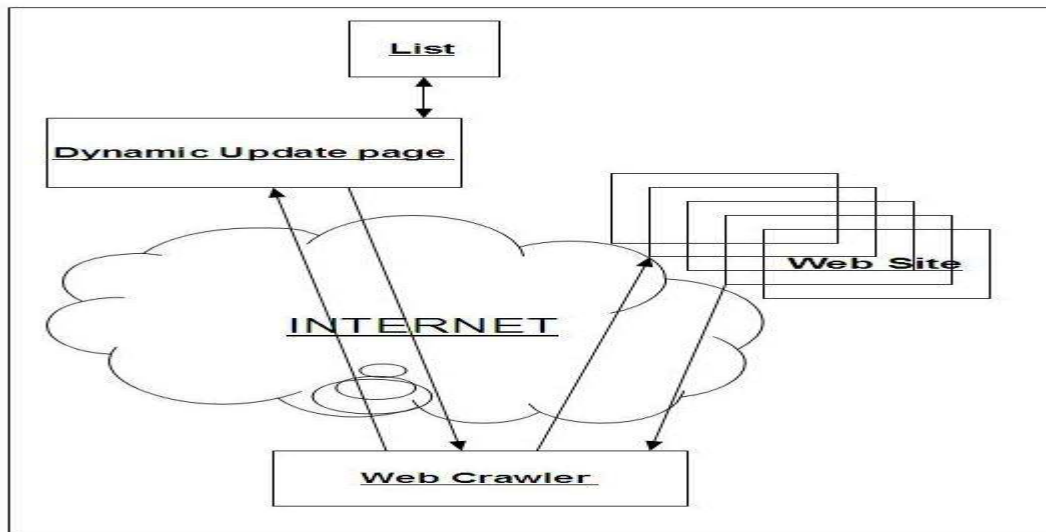 List
Dynamic Update page
Web Site
INTERNET
Web Crawler